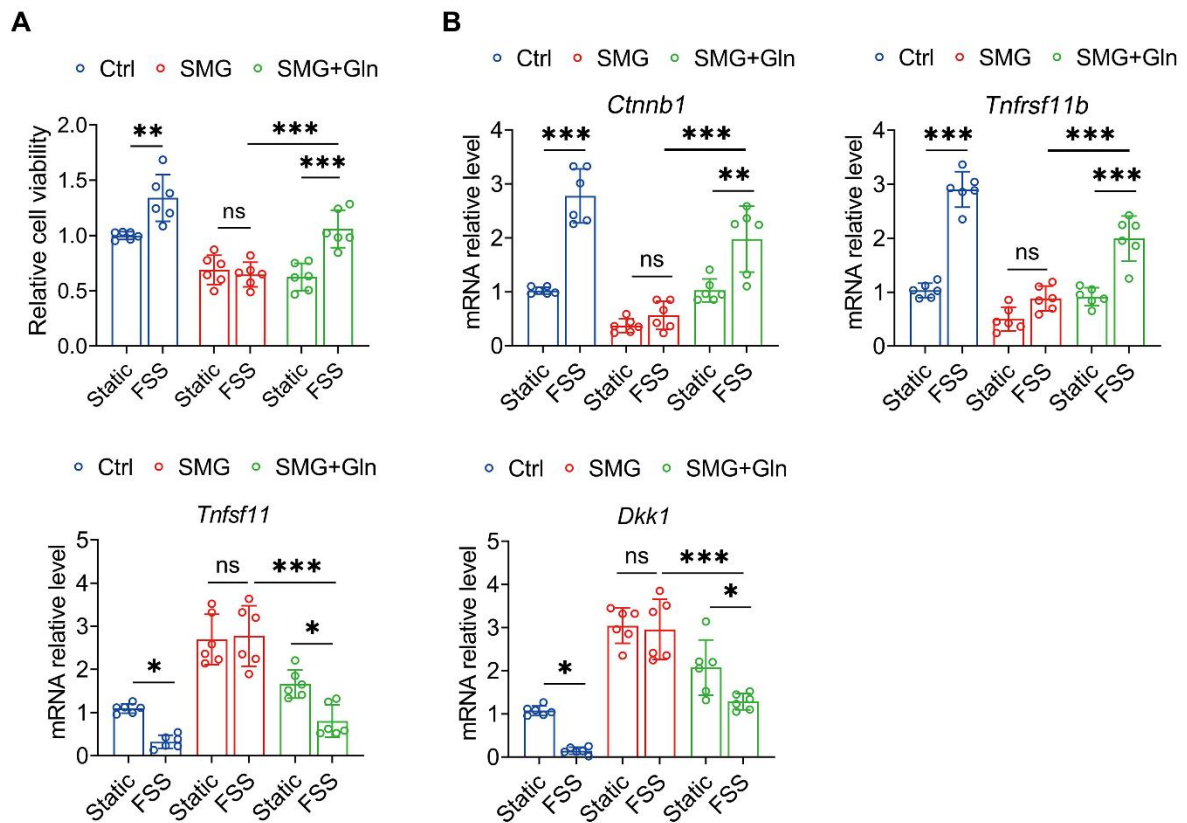 A
Ctrl SMG SMG+Gln
Relative cell viability
2.0
1.5
1.0
0.5
0.0
** ns *** ***
Static FSS Static FSS Static FSS
B
Ctrl SMG SMG+Gln
Ctnnb1
mRNA relative level
4
3
2
1
0
*** ns *** **
Static FSS Static FSS Static FSS
Ctrl SMG SMG+Gln
Tnfrsf11b
mRNA relative level
4
3
2
1
0
*** ns *** ***
Static FSS Static FSS Static FSS
Ctrl SMG SMG+Gln
Tnfsf11
mRNA relative level
5
4
3
2
1
0
* ns *** *
Static FSS Static FSS Static FSS
Ctrl SMG SMG+Gln
Dkk1
mRNA relative level
5
4
3
2
1
0
* ns *** *
Static FSS Static FSS Static FSS